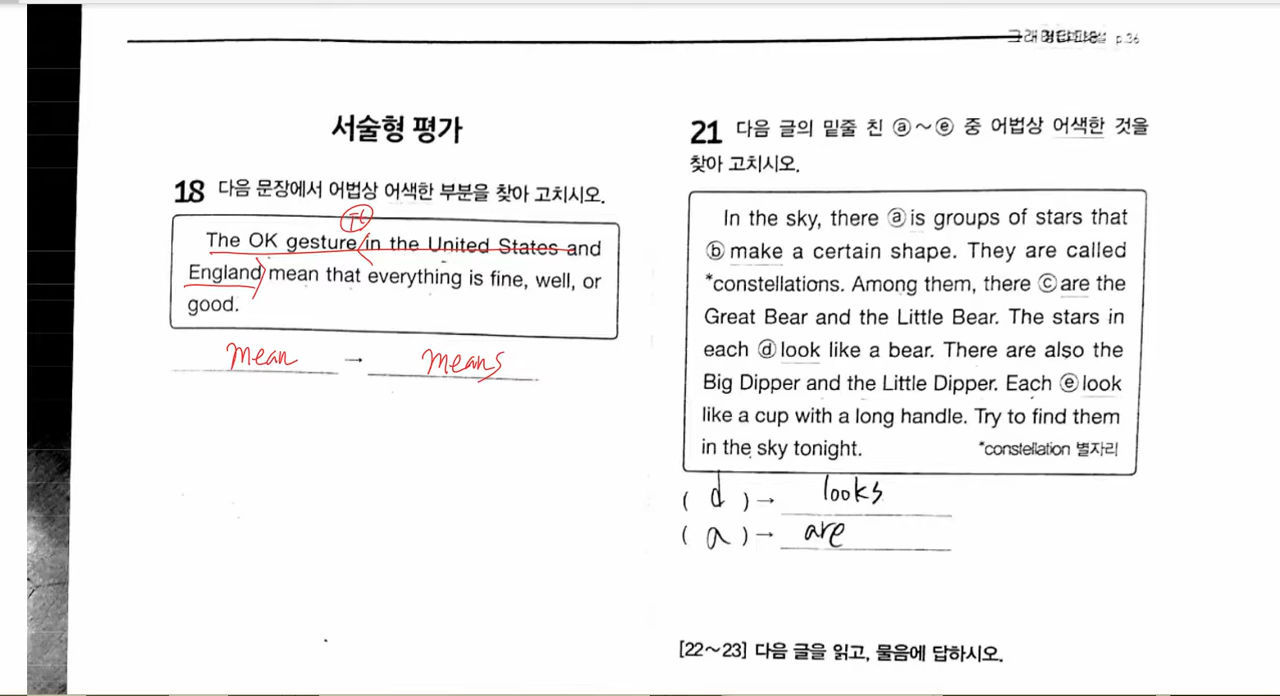 p.36
서술형 평가
18 다음 문장에서 어법상 어색한 부분을 찾아 고치시오.
The OK gesture in the United States and
England mean that everything is fine, well, or
good.
mean → means
21 다음 글의 밑줄 친 ⓐ~ⓔ 중 어법상 어색한 것을
찾아 고치시오.
In the sky, there ⓐ is groups of stars that
ⓑ make a certain shape. They are called
*constellations. Among them, there ⓒ are the
Great Bear and the Little Bear. The stars in
each ⓓ look like a bear. There are also the
Big Dipper and the Little Dipper. Each ⓔ look
like a cup with a long handle. Try to find them
in the sky tonight. *constellation 별자리
( d ) → looks
( a ) → are
[22~23] 다음 글을 읽고, 물음에 답하시오.